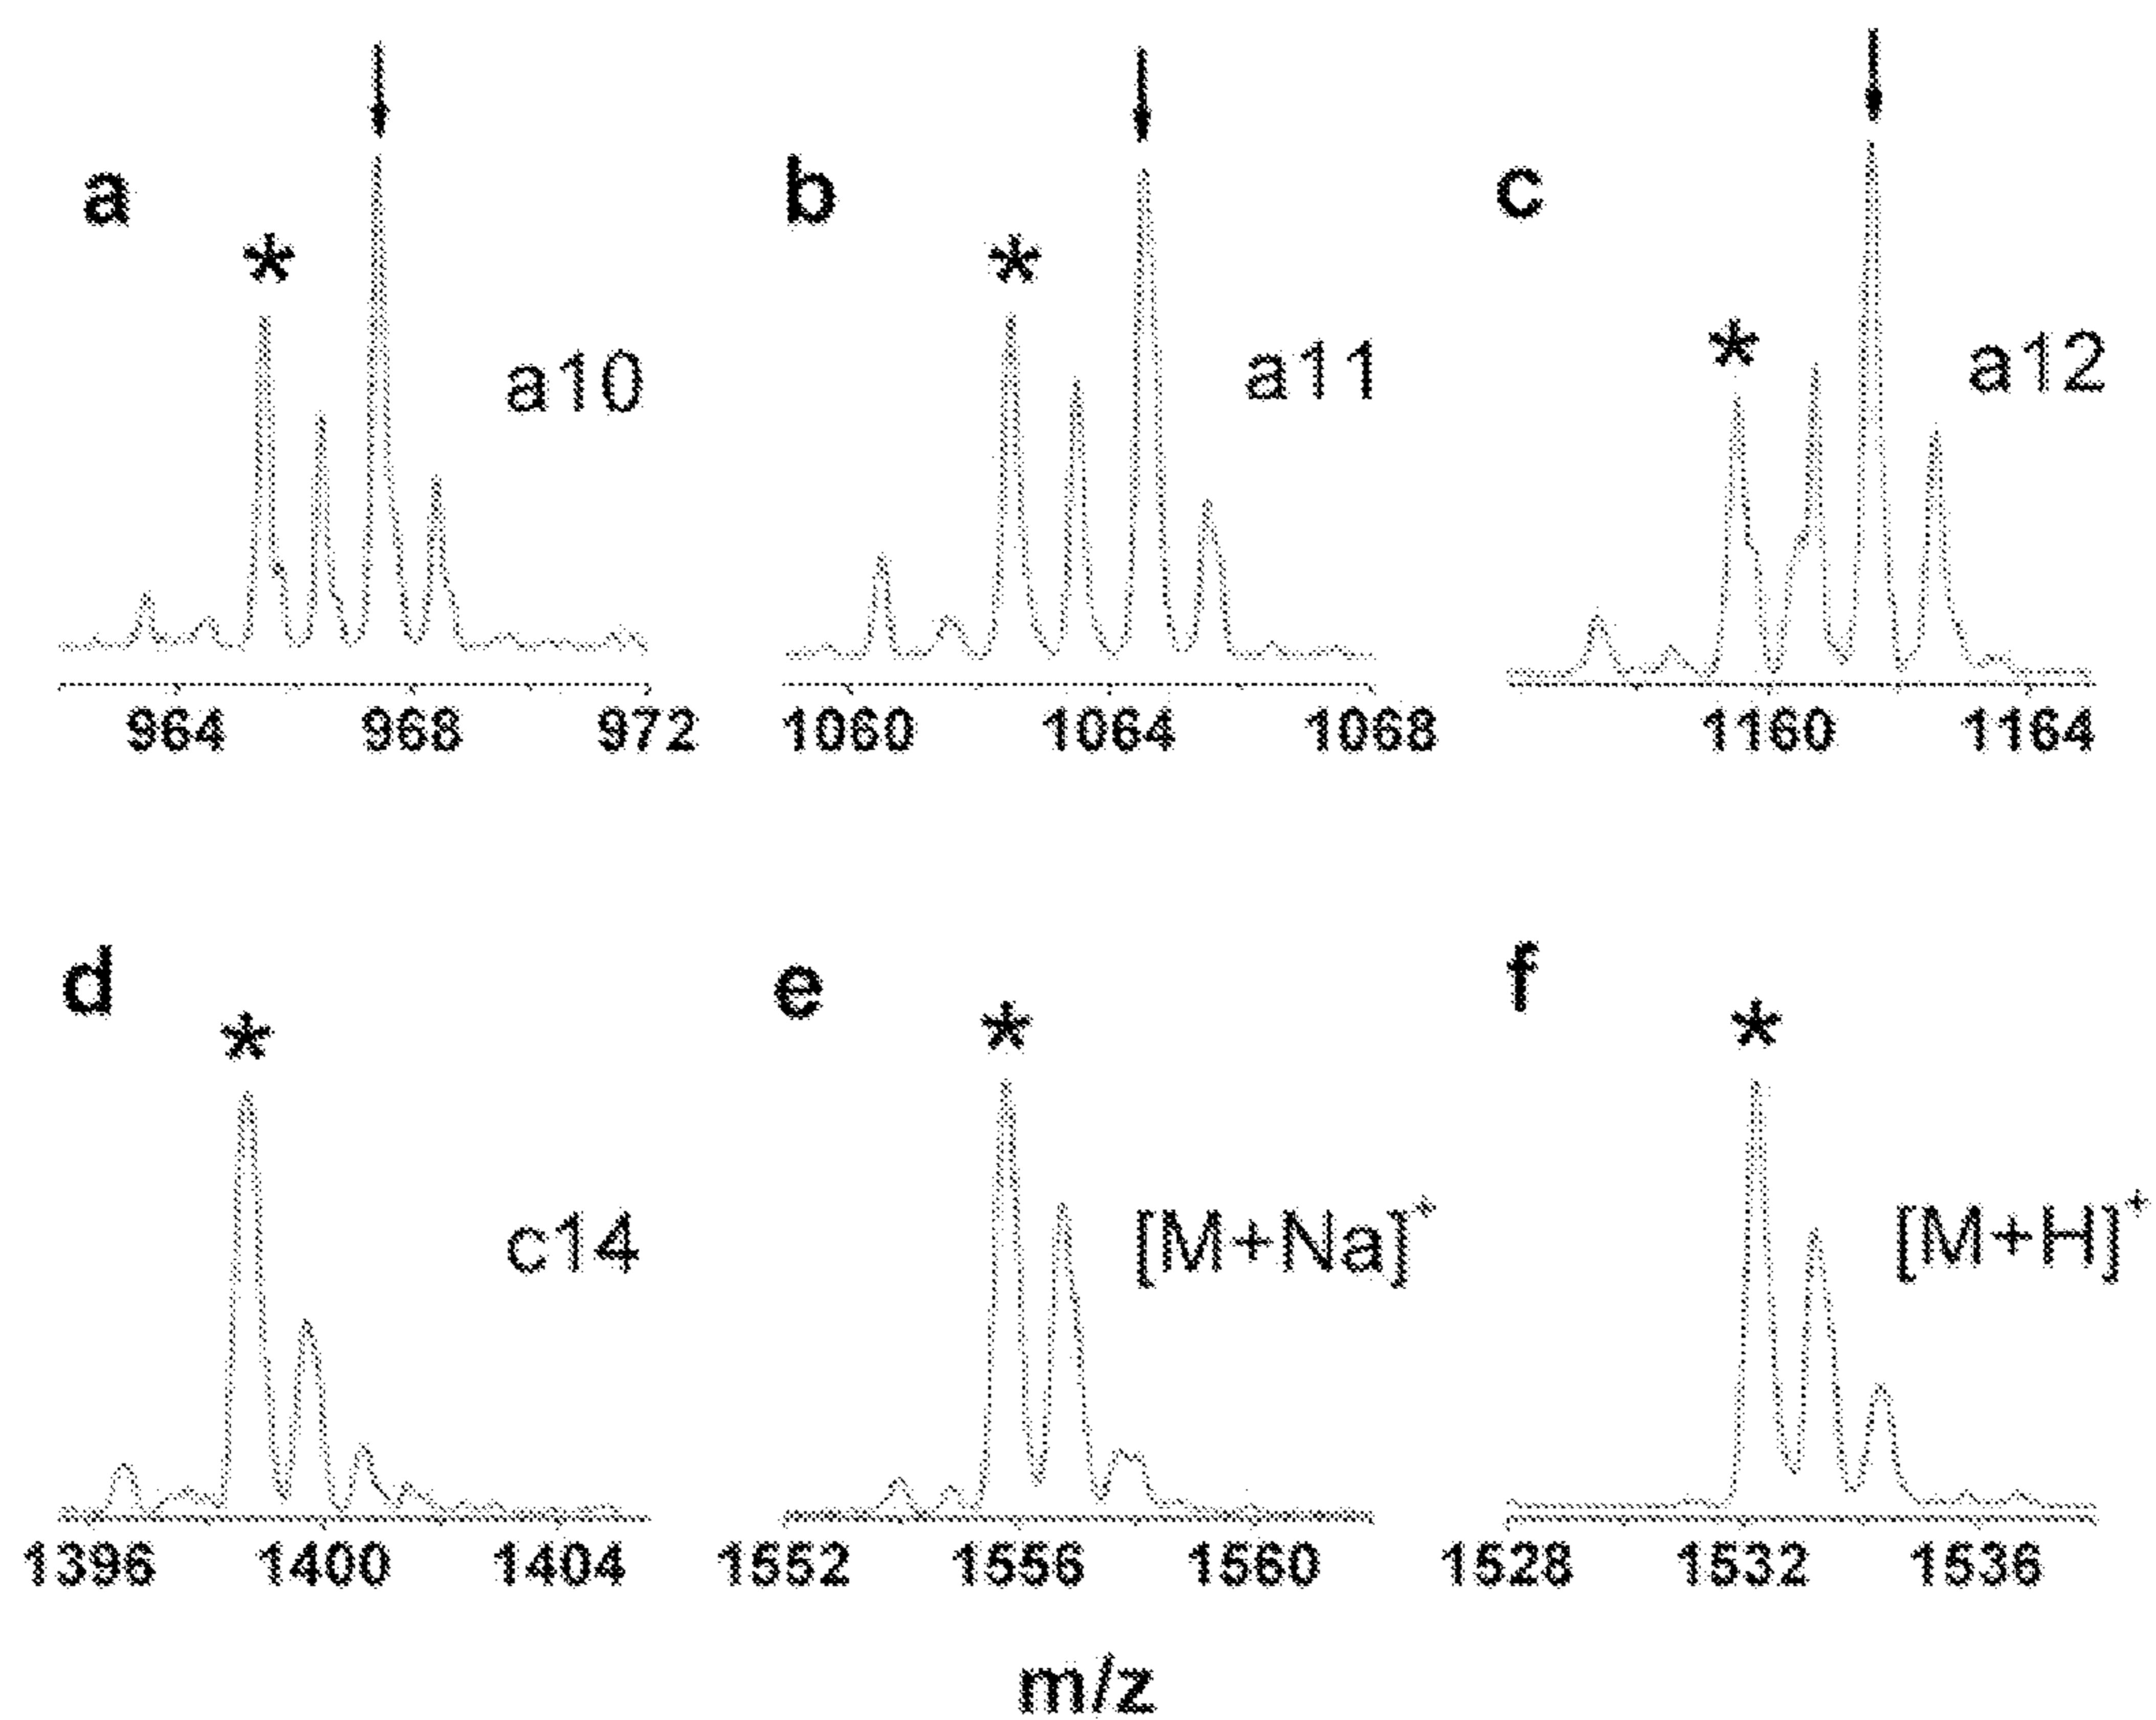 a
*
a10
964 968 972
b
*
a11
1060 1064 1068
c
*
a12
1160 1164
d
*
c14
1396 1400 1404
e
*
[M+Na]+
1552 1556 1560
f
*
[M+H]+
1528 1532 1536
m/z